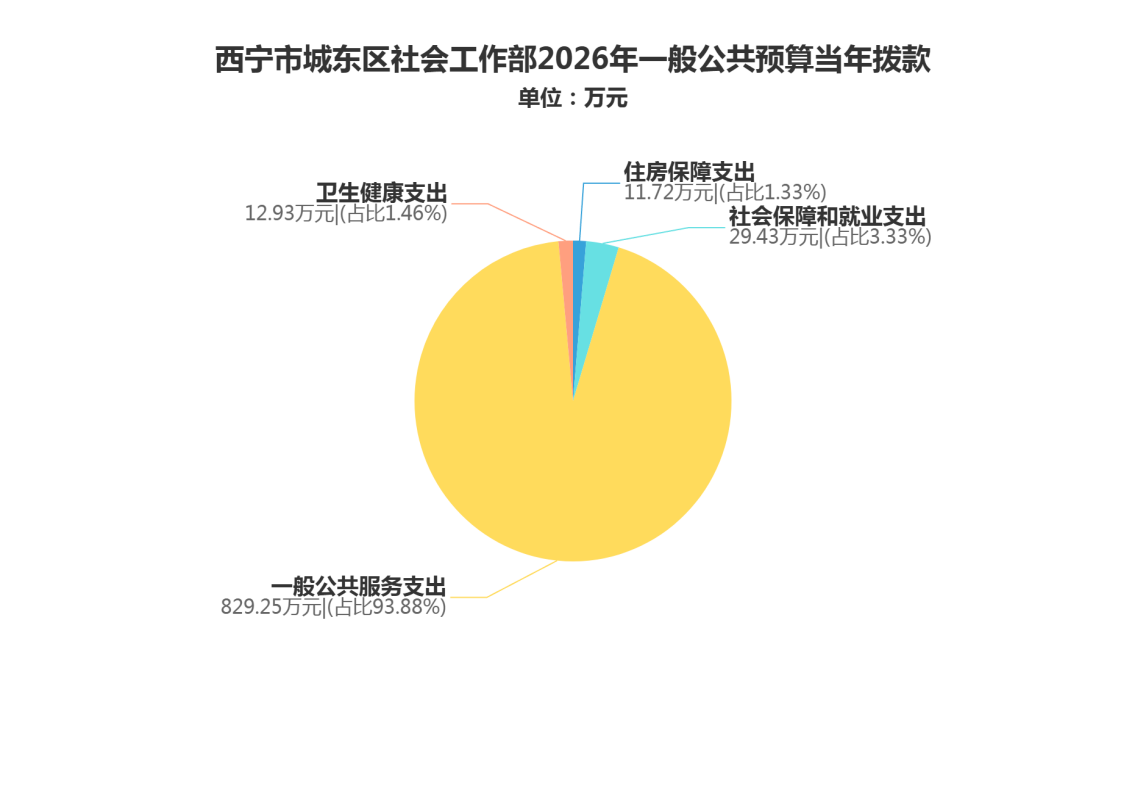 西宁市城东区社会工作部2026年一般公共预算当年拨款
单位：万元
住房保障支出
11.72万元|(占比1.33%)
卫生健康支出
12.93万元|(占比1.46%)
社会保障和就业支出
29.43万元|(占比3.33%)
一般公共服务支出
829.25万元|(占比93.88%)